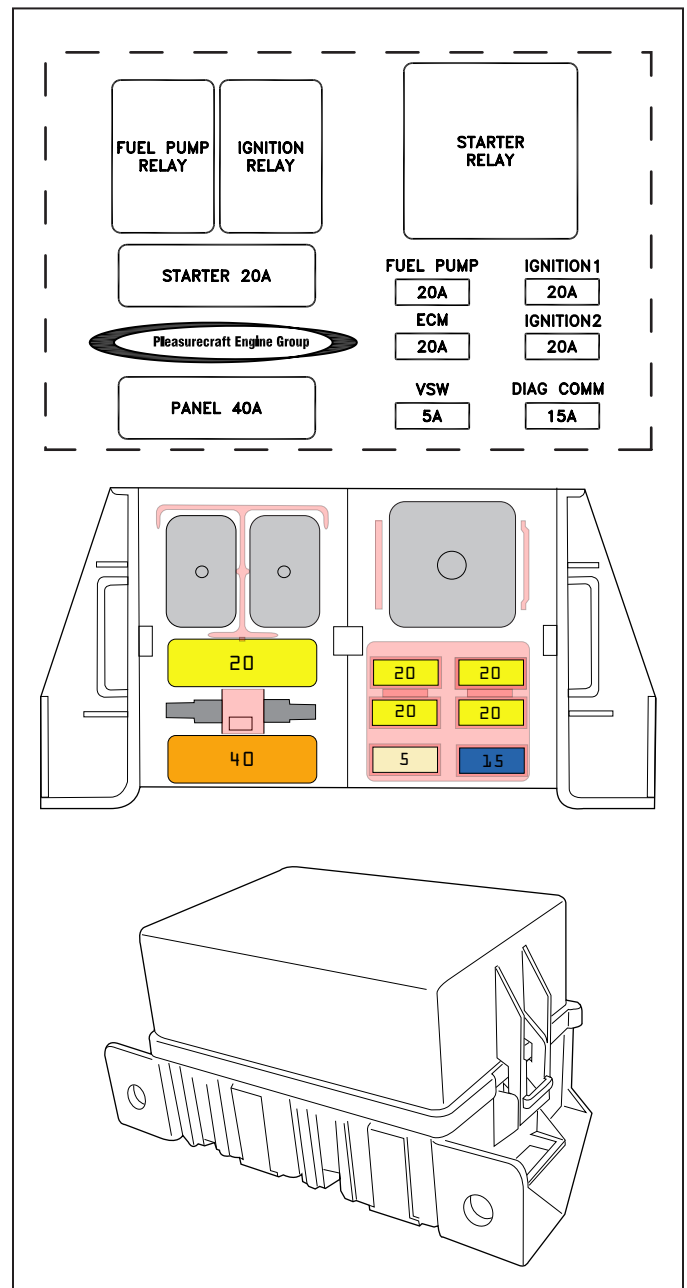 FUEL PUMP
RELAY
IGNITION
RELAY
STARTER
RELAY
STARTER 20A
FUEL PUMP
20A
IGNITION1
20A
Pleasurecraft Engine Group
ECM
20A
IGNITION2
20A
PANEL 40A
VSW
5A
DIAG COMM
15A
20
20
20
20
20
40
5
15